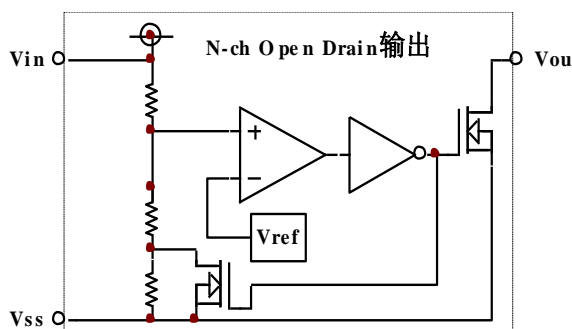 N-ch Open Drain输出
Vin
Vou
+
−
Vref
Vss